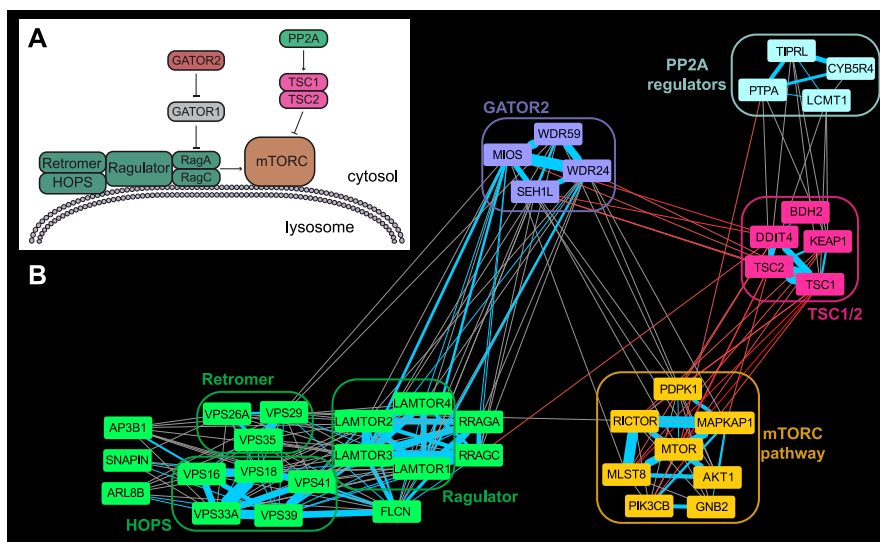 A
PP2A
GATOR2
TSC1
TSC2
GATOR1
Retromer
HOPS
Ragulator
RagA
RagC
mTORC
cytosol
lysosome
B
PP2A
regulators
TIPRL
CYB5R4
PTPA
LCMT1
GATOR2
WDR59
MIOS
WDR24
SEH1L
BDH2
DDIT4
KEAP1
TSC2
TSC1
TSC1/2
Retromer
VPS26A
VPS29
VPS35
AP3B1
SNAPIN
ARL8B
VPS16
VPS18
VPS41
VPS33A
VPS39
HOPS
LAMTOR4
LAMTOR2
LAMTOR3
LAMTOR1
RRAGA
RRAGC
Ragulator
FLCN
PDPK1
RICTOR
MAPKAP1
MTOR
MLST8
AKT1
PIK3CB
GNB2
mTORC
pathway